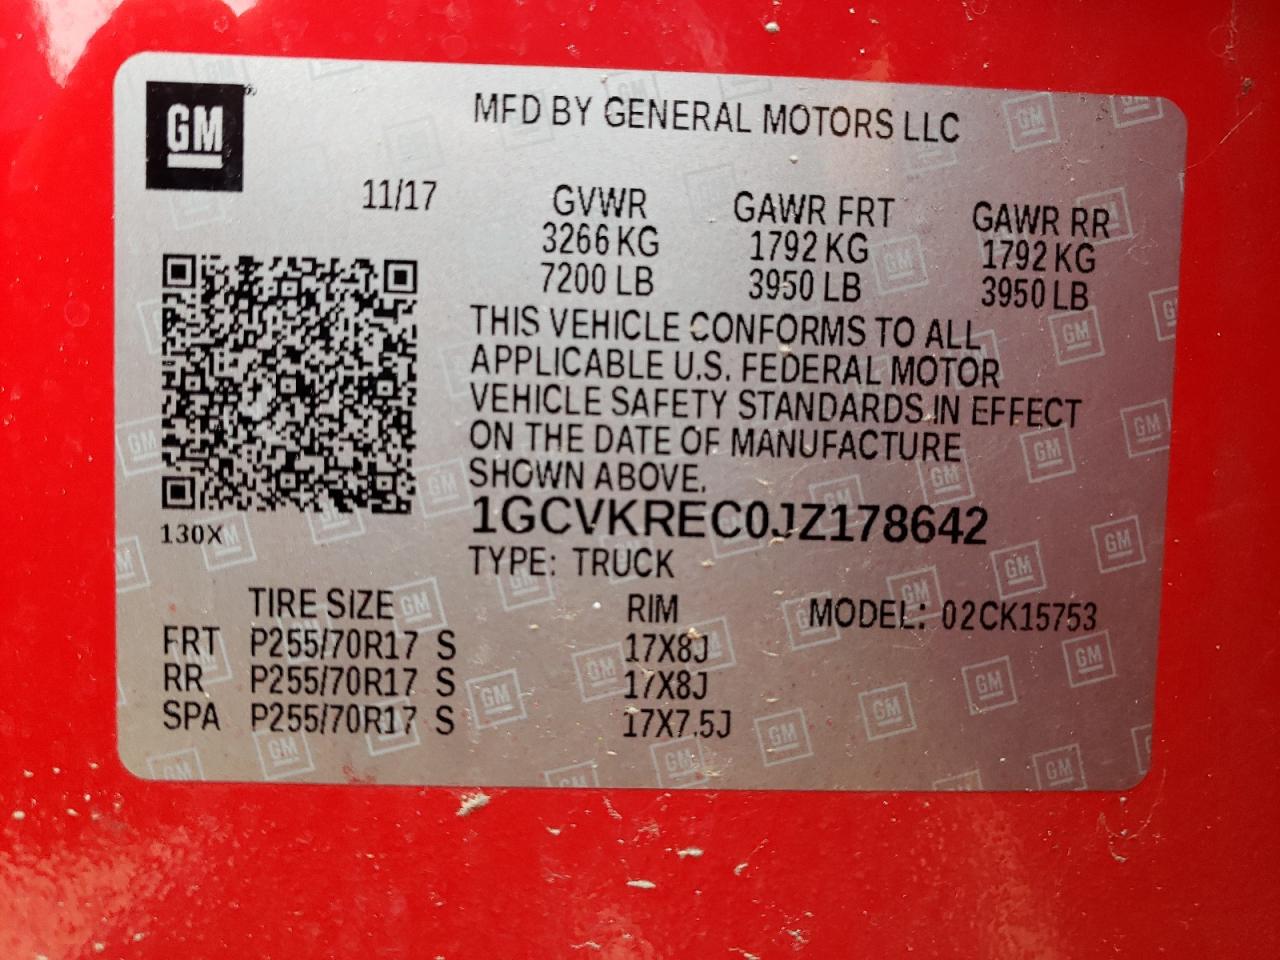 GM
MFD BY GENERAL MOTORS LLC
11/17
GVWR GAWR FRT GAWR RR
3266 KG 1792 KG 1792 KG
7200 LB 3950 LB 3950 LB
THIS VEHICLE CONFORMS TO ALL
APPLICABLE U.S. FEDERAL MOTOR
VEHICLE SAFETY STANDARDS IN EFFECT
ON THE DATE OF MANUFACTURE
SHOWN ABOVE.
130X
1GCVKREC0JZ178642
TYPE: TRUCK
TIRE SIZE RIM MODEL: 02CK15753
FRT P255/70R17 S 17X8J
RR P255/70R17 S 17X8J
SPA P255/70R17 S 17X7.5J